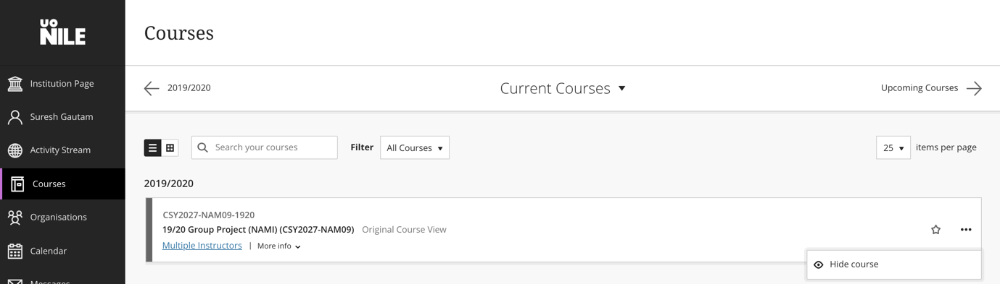 UO
NILE
Institution Page
Suresh Gautam
Activity Stream
Courses
Organisations
Calendar
Messages
Courses
2019/2020
Current Courses
Upcoming Courses
Search your courses
Filter
All Courses
25
items per page
2019/2020
CSY2027-NAM09-1920
19/20 Group Project (NAMI) (CSY2027-NAM09) Original Course View
Multiple Instructors | More info
Hide course